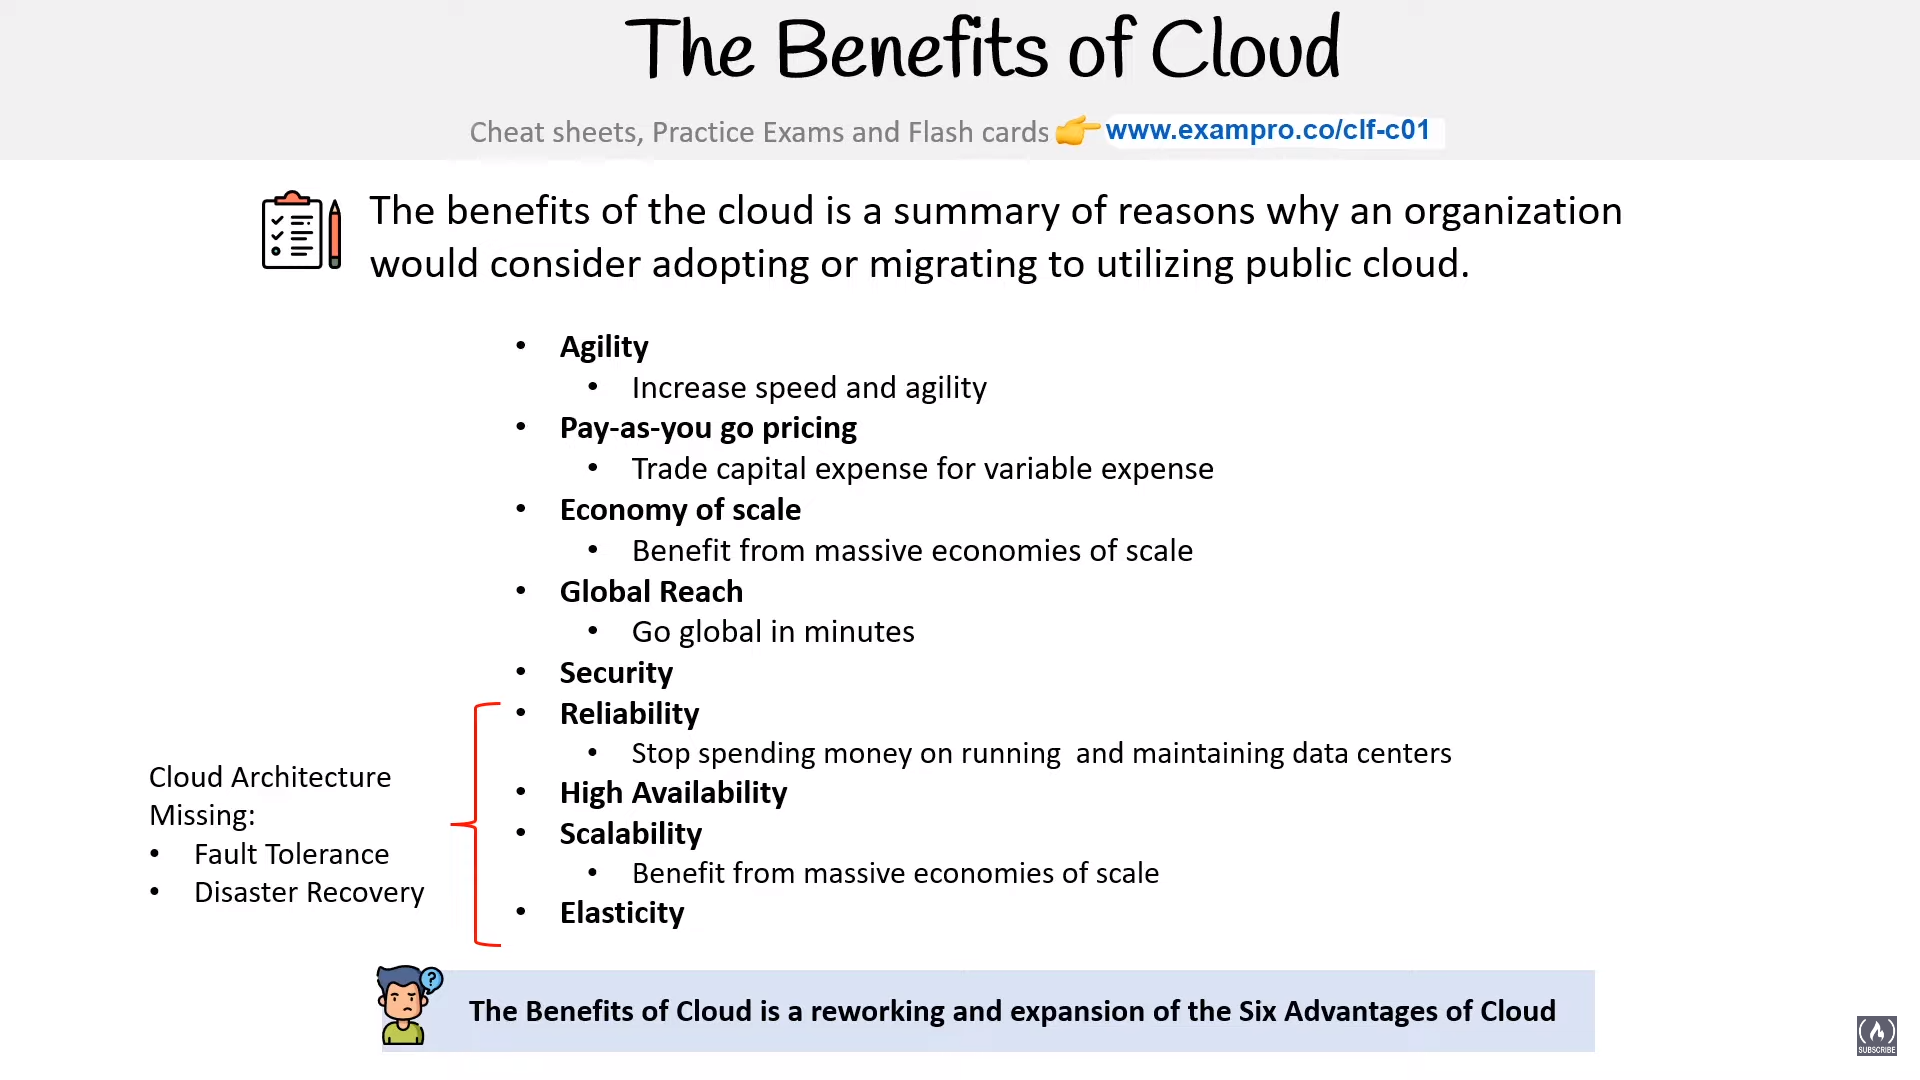 The Benefits of Cloud
Cheat sheets, Practice Exams and Flash cards 👉 www.exampro.co/clf-c01
The benefits of the cloud is a summary of reasons why an organization
would consider adopting or migrating to utilizing public cloud.
• Agility
• Increase speed and agility
• Pay-as-you go pricing
• Trade capital expense for variable expense
• Economy of scale
• Benefit from massive economies of scale
• Global Reach
• Go global in minutes
• Security
• Reliability
• Stop spending money on running  and maintaining data centers
• High Availability
• Scalability
• Benefit from massive economies of scale
• Elasticity
Cloud Architecture
Missing:
• Fault Tolerance
• Disaster Recovery
?
The Benefits of Cloud is a reworking and expansion of the Six Advantages of Cloud
SUBSCRIBE